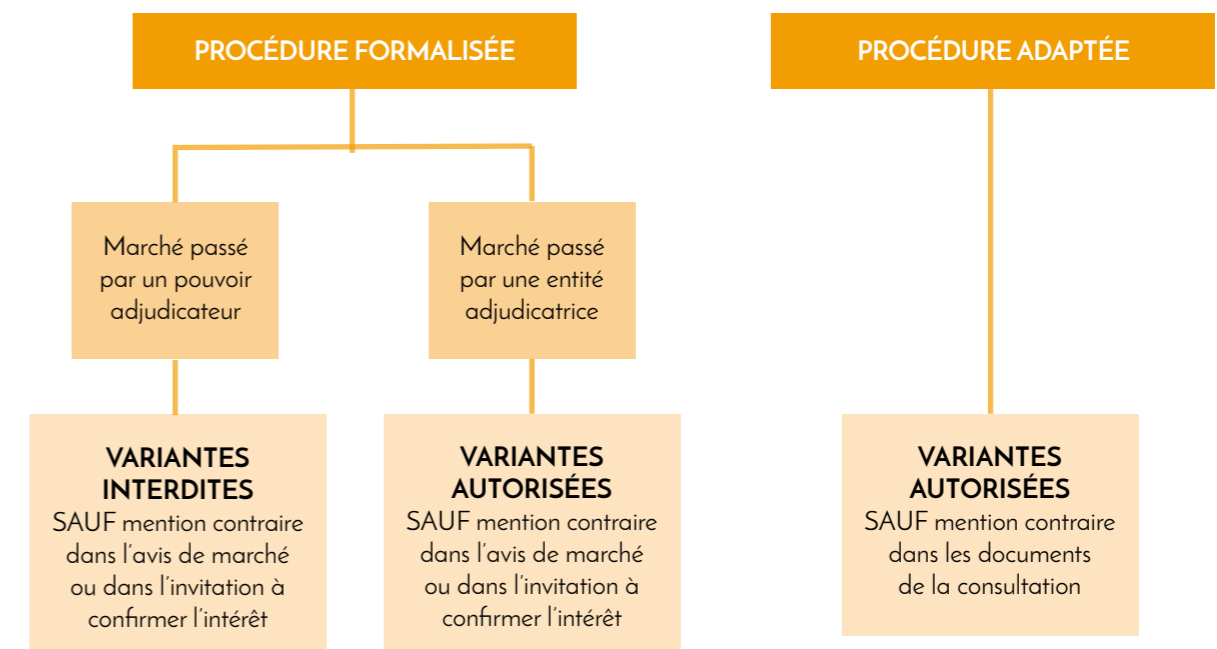 PROCÉDURE FORMALISÉE
PROCÉDURE ADAPTÉE
Marché passé
par un pouvoir
adjudicateur
Marché passé
par une entité
adjudicatrice
VARIANTES
INTERDITES
SAUF mention contraire
dans l'avis de marché
ou dans l'invitation à
confirmer l'intérêt
VARIANTES
AUTORISÉES
SAUF mention contraire
dans l'avis de marché
ou dans l'invitation à
confirmer l'intérêt
VARIANTES
AUTORISÉES
SAUF mention contraire
dans les documents
de la consultation